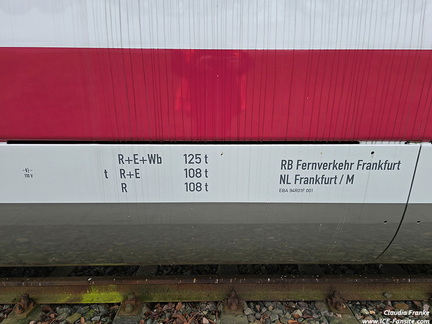 R+E+Wb 125 t
t R+E 108 t
R 108 t
RB Fernverkehr Frankfurt
NL Frankfurt / M
Claudia Franke
www.ICE-Fansite.com